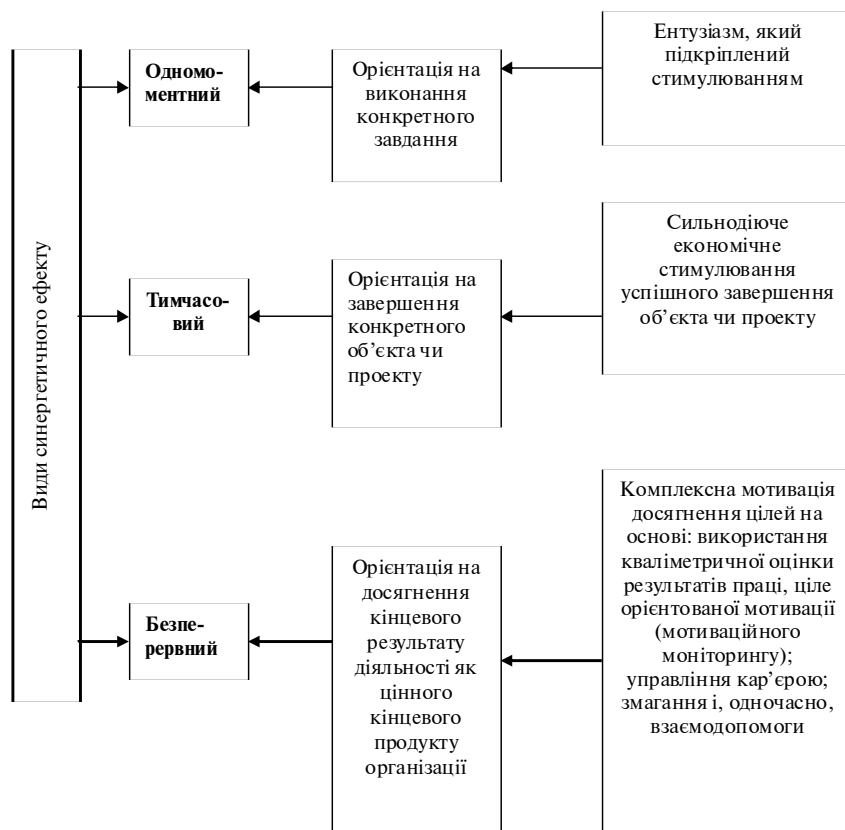 Види синергетичного ефекту
Одномо-
ментний
Орієнтація на
виконання
конкретного
завдання
Ентузіазм, який
підкріплений
стимулюванням
Тимчасо-
вий
Орієнтація на
завершення
конкретного
об’єкта чи
проекту
Сильнодіюче
економічне
стимулювання
успішного завершення
об’єкта чи проекту
Безпе-
рервний
Орієнтація на
досягнення
кінцевого
результату
діяльності як
цінного
кінцевого
продукту
організації
Комплексна мотивація
досягнення цілей на
основі: використання
кваліметричної оцінки
результатів праці, ціле
орієнтованої мотивації
(мотиваційного
моніторингу);
управління кар’єрою;
змагання і, одночасно,
взаємодопомоги